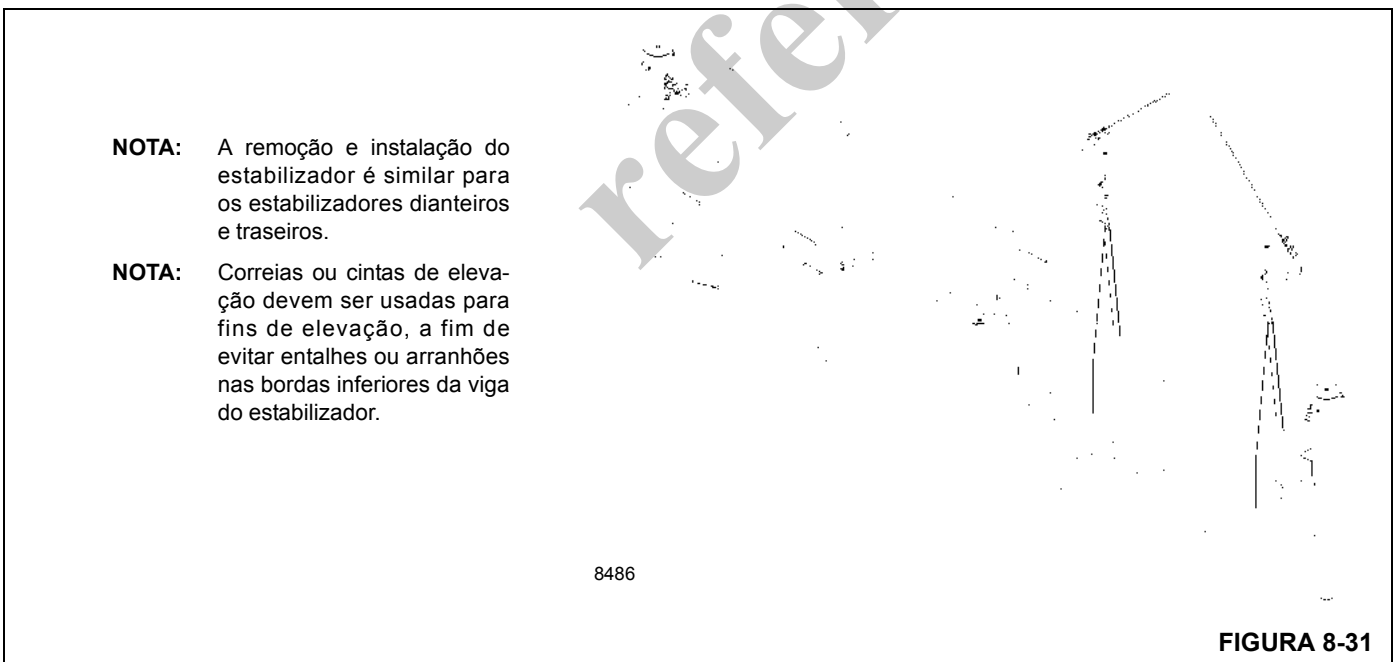 NOTA: A remoção e instalação do
estabilizador é similar para
os estabilizadores dianteiros
e traseiros.
NOTA: Correias ou cintas de eleva-
ção devem ser usadas para
fins de elevação, a fim de
evitar entalhes ou arranhões
nas bordas inferiores da viga
do estabilizador.
refe
8486
FIGURA 8-31